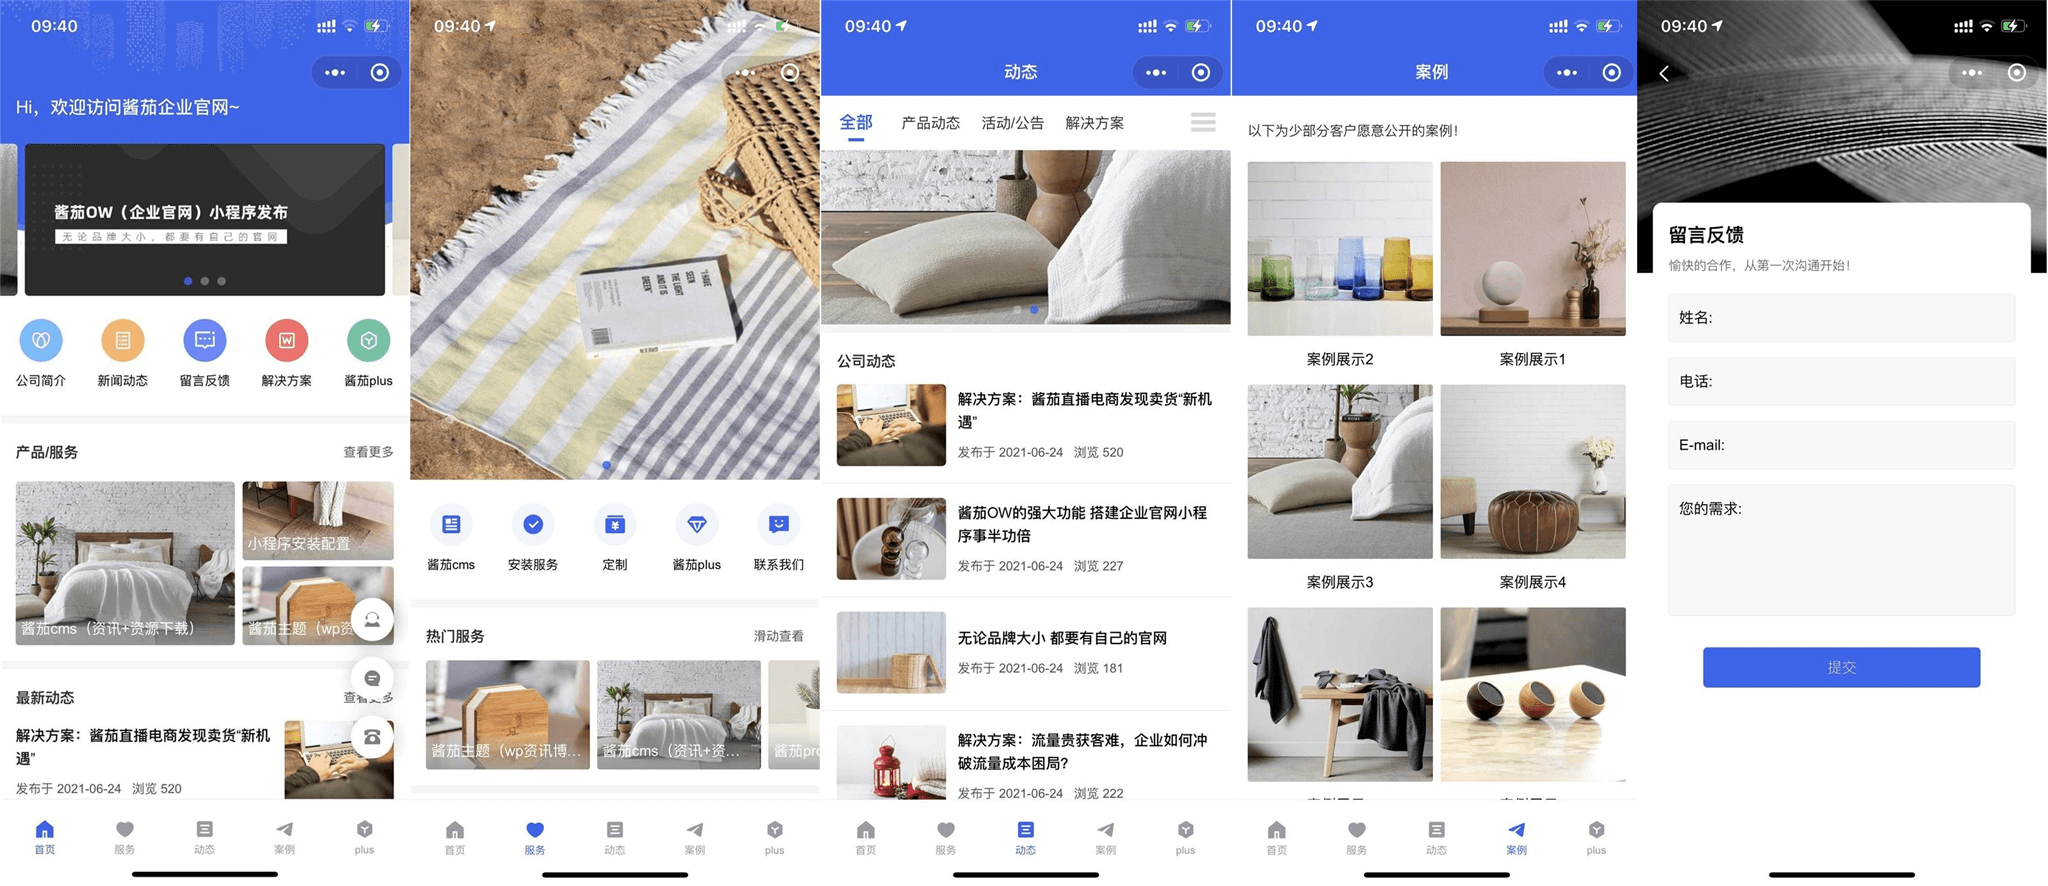 09:40
Hi，欢迎访问酱茄企业官网~
酱茄OW（企业官网）小程序发布
无论品牌大小，都要有自己的官网
公司简介
新闻动态
留言反馈
解决方案
酱茄plus
产品/服务
查看更多
小程序安装配置
酱茄cms（资讯+资源下载）
酱茄主题（wp资
最新动态
查看更多
解决方案：酱茄直播电商发现卖货“新机
遇”
发布于 2021-06-24 浏览 520
首页
服务
动态
案例
plus
09:40
"I HAVE
SEEN
THE LIGHT
AND IT IS
GREEN"
酱茄cms
安装服务
定制
酱茄plus
联系我们
热门服务
滑动查看
酱茄主题（wp资讯博...
酱茄cms（资讯+资...
酱茄pro
首页
服务
动态
案例
plus
09:40
动态
全部
产品动态
活动/公告
解决方案
公司动态
解决方案：酱茄直播电商发现卖货“新机
遇”
发布于 2021-06-24 浏览 520
酱茄OW的强大功能 搭建企业官网小程
序事半功倍
发布于 2021-06-24 浏览 227
无论品牌大小 都要有自己的官网
发布于 2021-06-24 浏览 181
解决方案：流量贵获客难，企业如何冲
破流量成本困局?
发布于 2021-06-24 浏览 222
首页
服务
动态
案例
plus
09:40
案例
以下为少部分客户愿意公开的案例!
案例展示2
案例展示1
案例展示3
案例展示4
首页
服务
动态
案例
plus
09:40
留言反馈
愉快的合作，从第一次沟通开始!
姓名:
电话:
E-mail:
您的需求:
提交